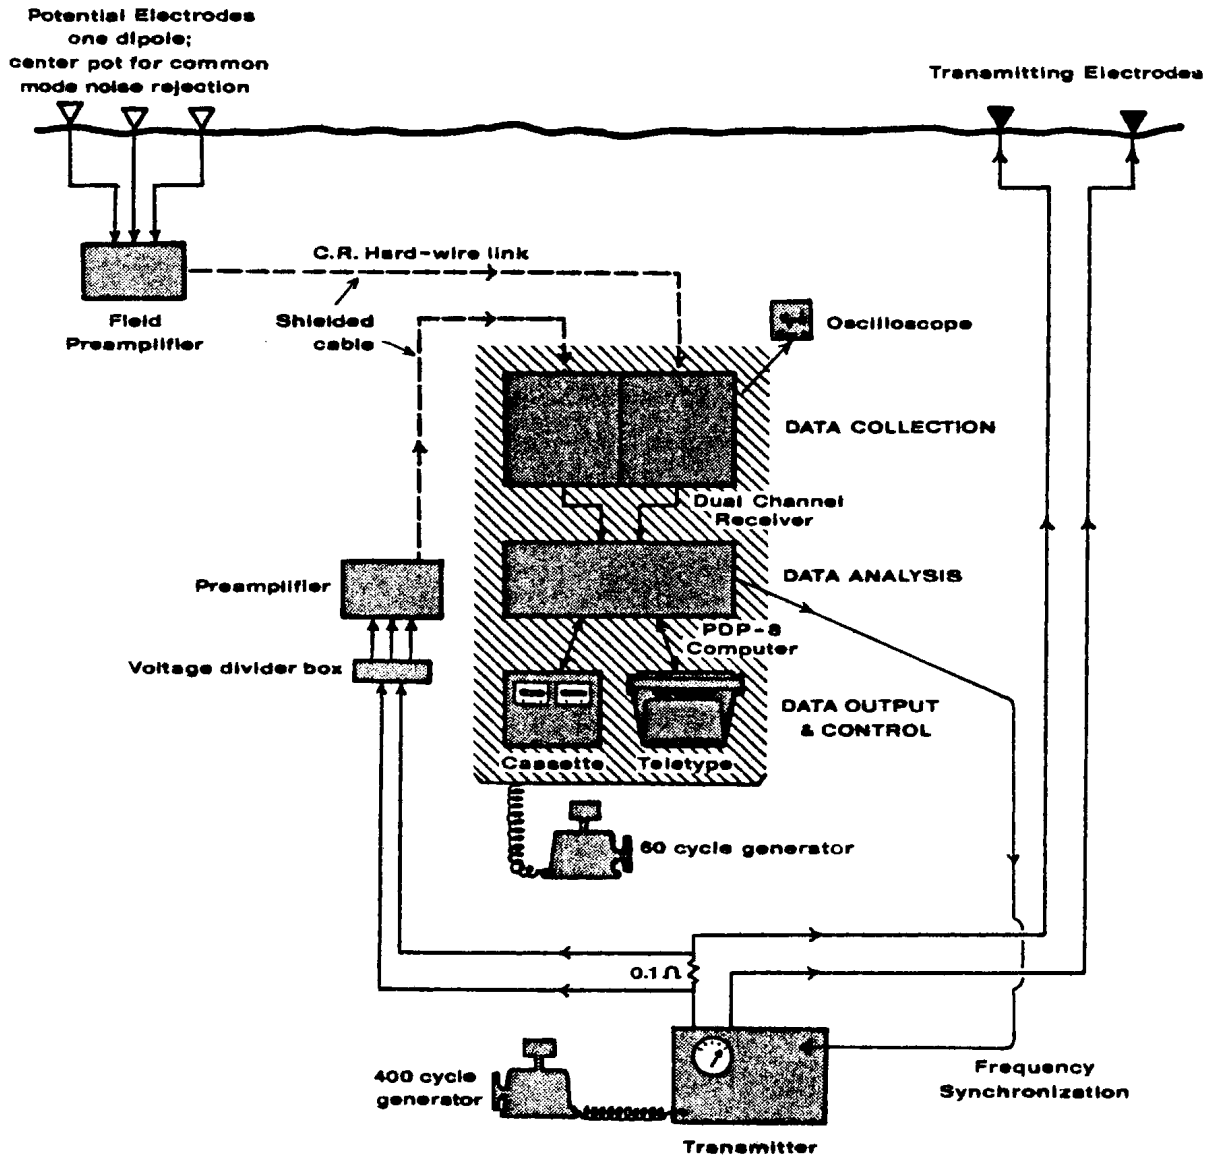 Potential Electrodes
one dipole;
center pot for common
mode noise rejection
Transmitting Electrodes
C.R. Hard-wire link
Field
Preamplifier
Shielded
cable
Oscilloscope
DATA COLLECTION
Dual Channel
Receiver
Preamplifier
DATA ANALYSIS
PDP-8
Computer
Voltage divider box
DATA OUTPUT
& CONTROL
Cassette
Teletype
60 cycle generator
0.1 Ω
400 cycle
generator
Frequency
Synchronization
Transmitter